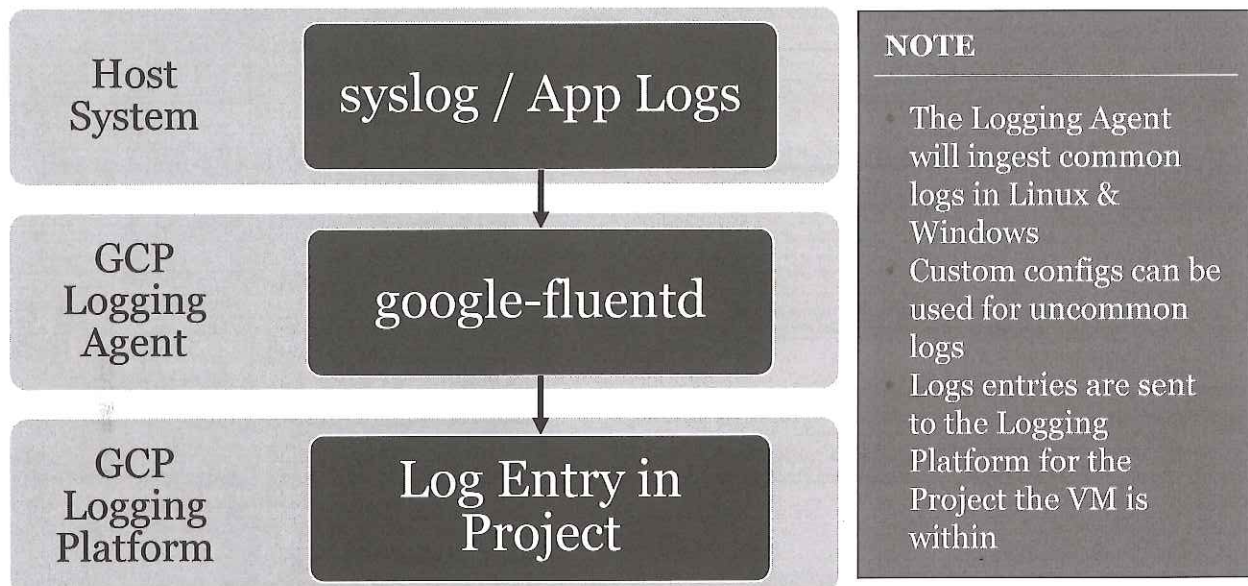 Host
System
syslog / App Logs
GCP
Logging
Agent
google-fluentd
GCP
Logging
Platform
Log Entry in
Project
NOTE
• The Logging Agent
will ingest common
logs in Linux &
Windows
• Custom configs can be
used for uncommon
logs
• Logs entries are sent
to the Logging
Platform for the
Project the VM is
within